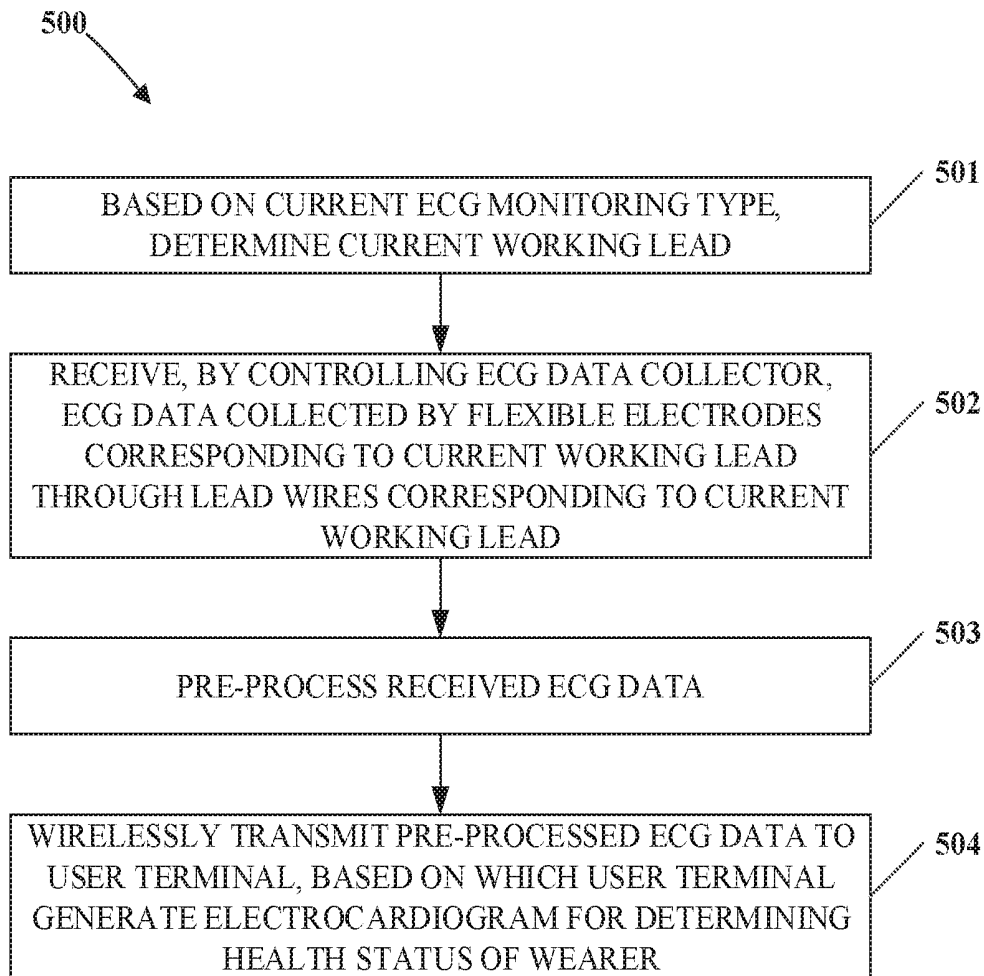 500
501
BASED ON CURRENT ECG MONITORING TYPE,
DETERMINE CURRENT WORKING LEAD
RECEIVE, BY CONTROLLING ECG DATA COLLECTOR,
ECG DATA COLLECTED BY FLEXIBLE ELECTRODES
CORRESPONDING TO CURRENT WORKING LEAD
THROUGH LEAD WIRES CORRESPONDING TO CURRENT
WORKING LEAD
502
503
PRE-PROCESS RECEIVED ECG DATA
WIRELESSLY TRANSMIT PRE-PROCESSED ECG DATA TO
USER TERMINAL, BASED ON WHICH USER TERMINAL
GENERATE ELECTROCARDIOGRAM FOR DETERMINING
HEALTH STATUS OF WEARER
504